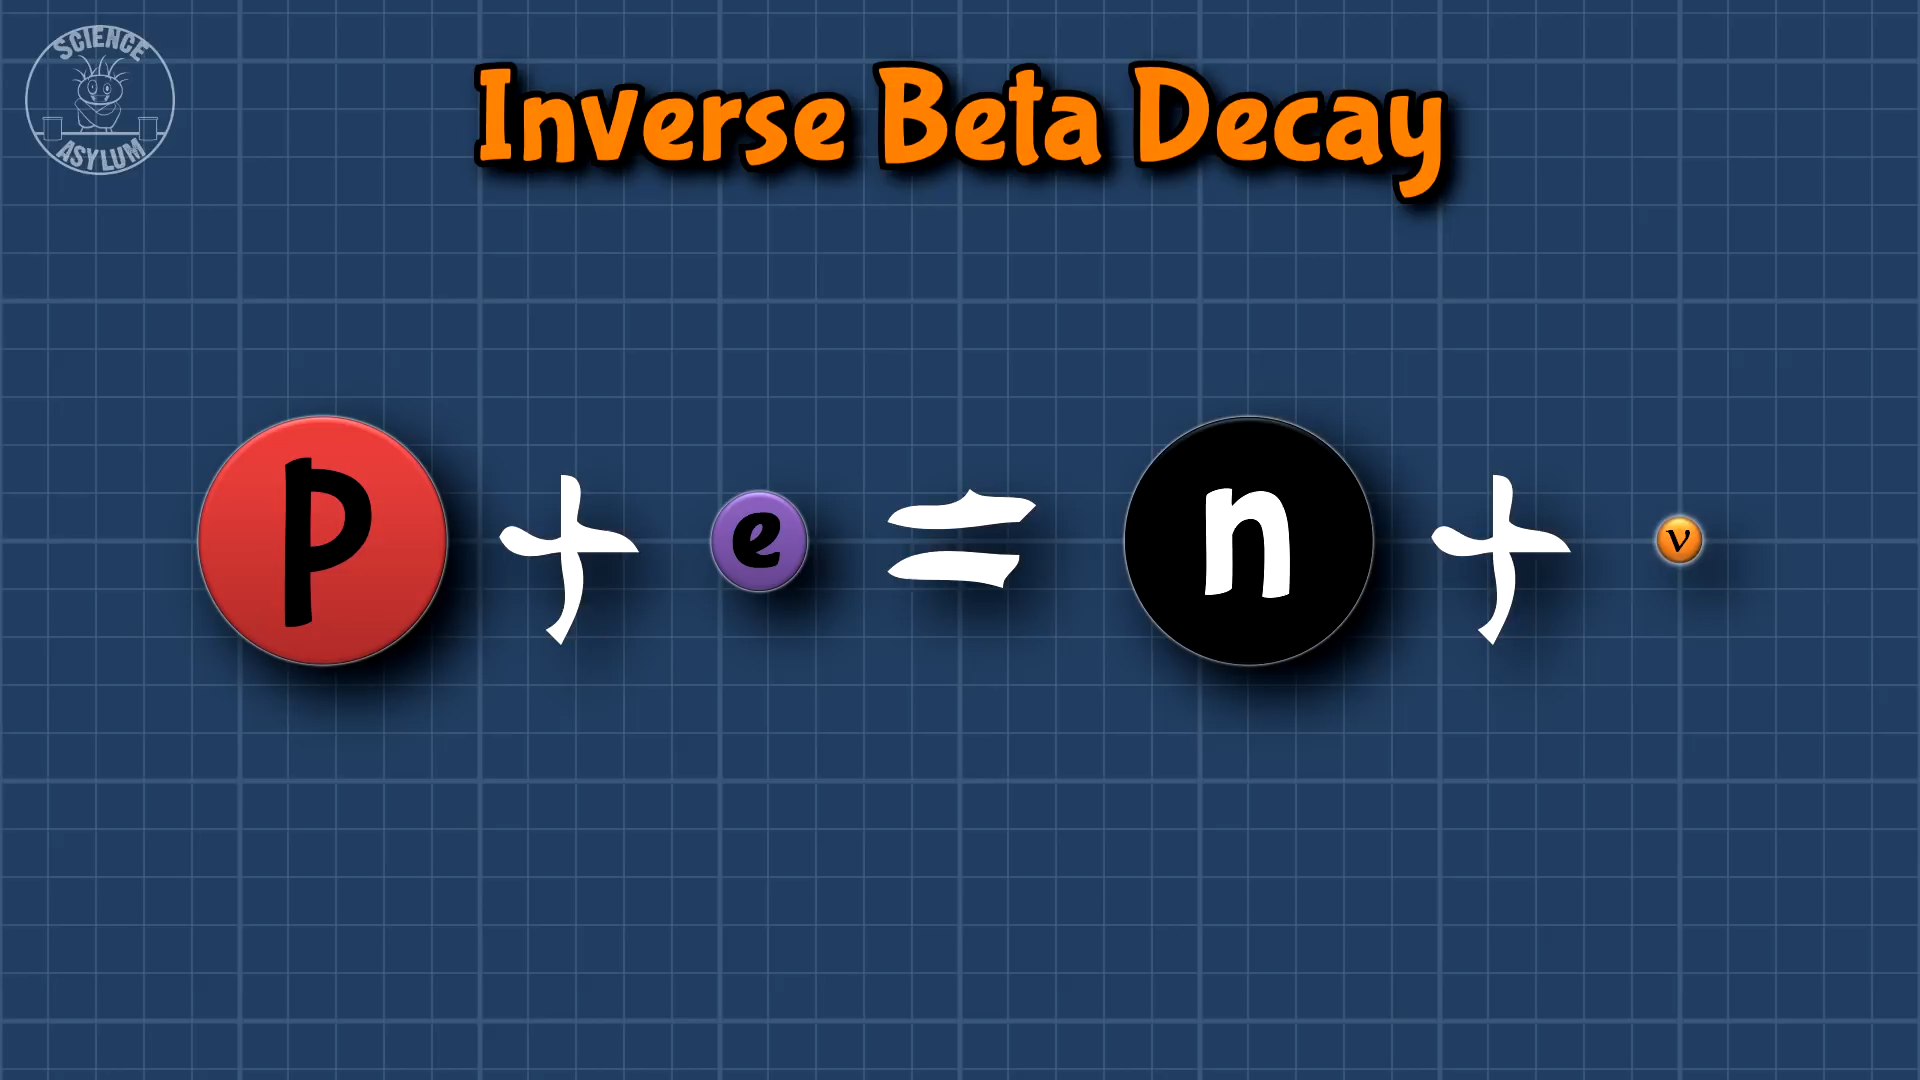 SCIENCE
ASYLUM
Inverse Beta Decay
p + e = n + ν